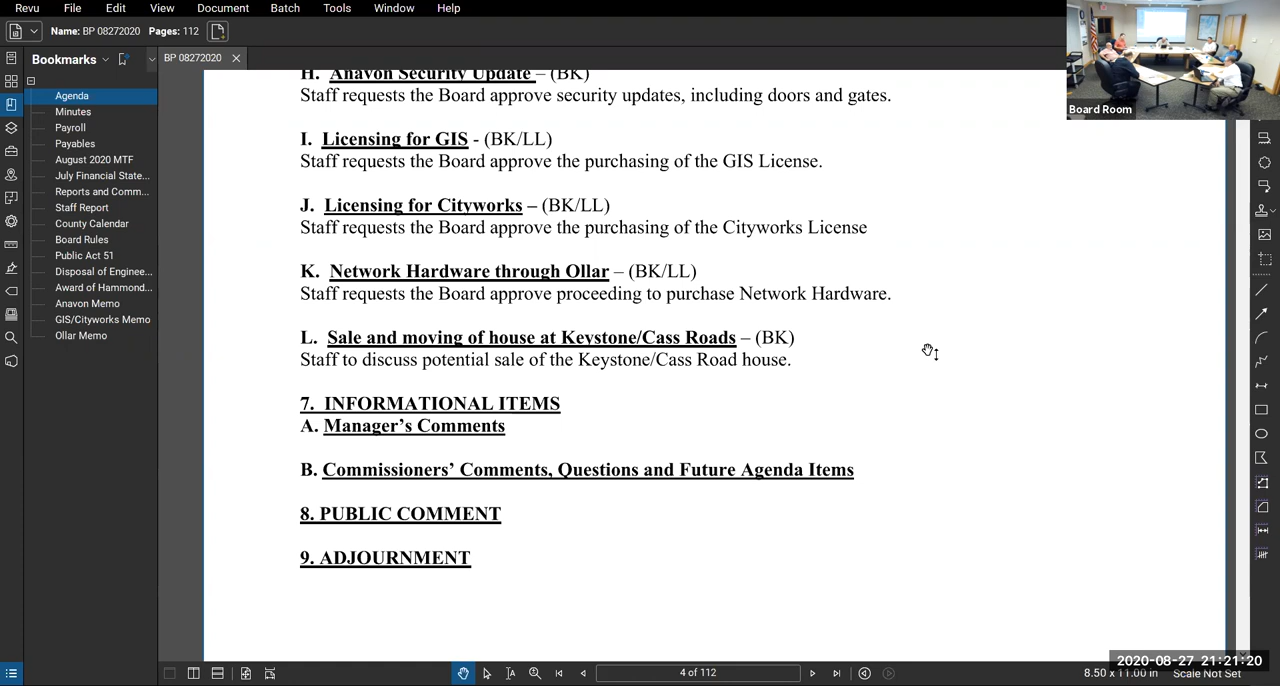 Revu File Edit View Document Batch Tools Window Help
Name: BP 08272020 Pages: 112
Bookmarks
BP 08272020
Agenda
Minutes
Payroll
Payables
August 2020 MTF
July Financial State...
Reports and Comm...
Staff Report
County Calendar
Board Rules
Public Act 51
Disposal of Enginee...
Award of Hammond...
Anavon Memo
GIS/Cityworks Memo
Ollar Memo
H. Anavon Security Update – (BK)
Staff requests the Board approve security updates, including doors and gates.
I. Licensing for GIS - (BK/LL)
Staff requests the Board approve the purchasing of the GIS License.
J. Licensing for Cityworks – (BK/LL)
Staff requests the Board approve the purchasing of the Cityworks License
K. Network Hardware through Ollar – (BK/LL)
Staff requests the Board approve proceeding to purchase Network Hardware.
L. Sale and moving of house at Keystone/Cass Roads – (BK)
Staff to discuss potential sale of the Keystone/Cass Road house.
7. INFORMATIONAL ITEMS
A. Manager's Comments
B. Commissioners' Comments, Questions and Future Agenda Items
8. PUBLIC COMMENT
9. ADJOURNMENT
Board Room
4 of 112
2020-08-27 21:21:20
8.50 x 11.00 in Scale Not Set